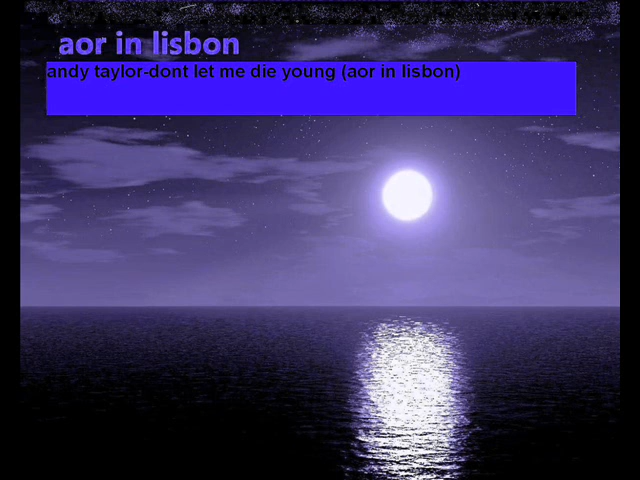 aor in lisbon
andy taylor-dont let me die young (aor in lisbon)